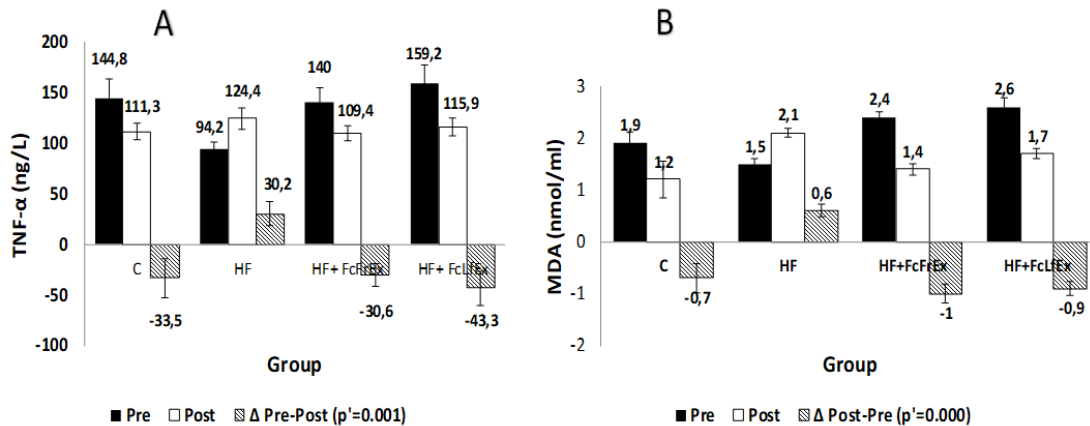 A
TNF-α (ng/L)
200
150
100
50
0
-50
-100
144,8
111,3
-33,5
94,2
124,4
30,2
140
109,4
-30,6
159,2
115,9
-43,3
C
HF
HF+ FcFrEx
HF+ FcLfEx
Group
Pre
Post
Δ Pre-Post (p'=0.001)
B
MDA (nmol/ml)
3
2
1
0
-1
-2
1,9
1,2
-0,7
1,5
2,1
0,6
2,4
1,4
-1
2,6
1,7
-0,9
C
HF
HF+FcFrEx
HF+FcLfEx
Group
Pre
Post
Δ Post-Pre (p'=0.000)